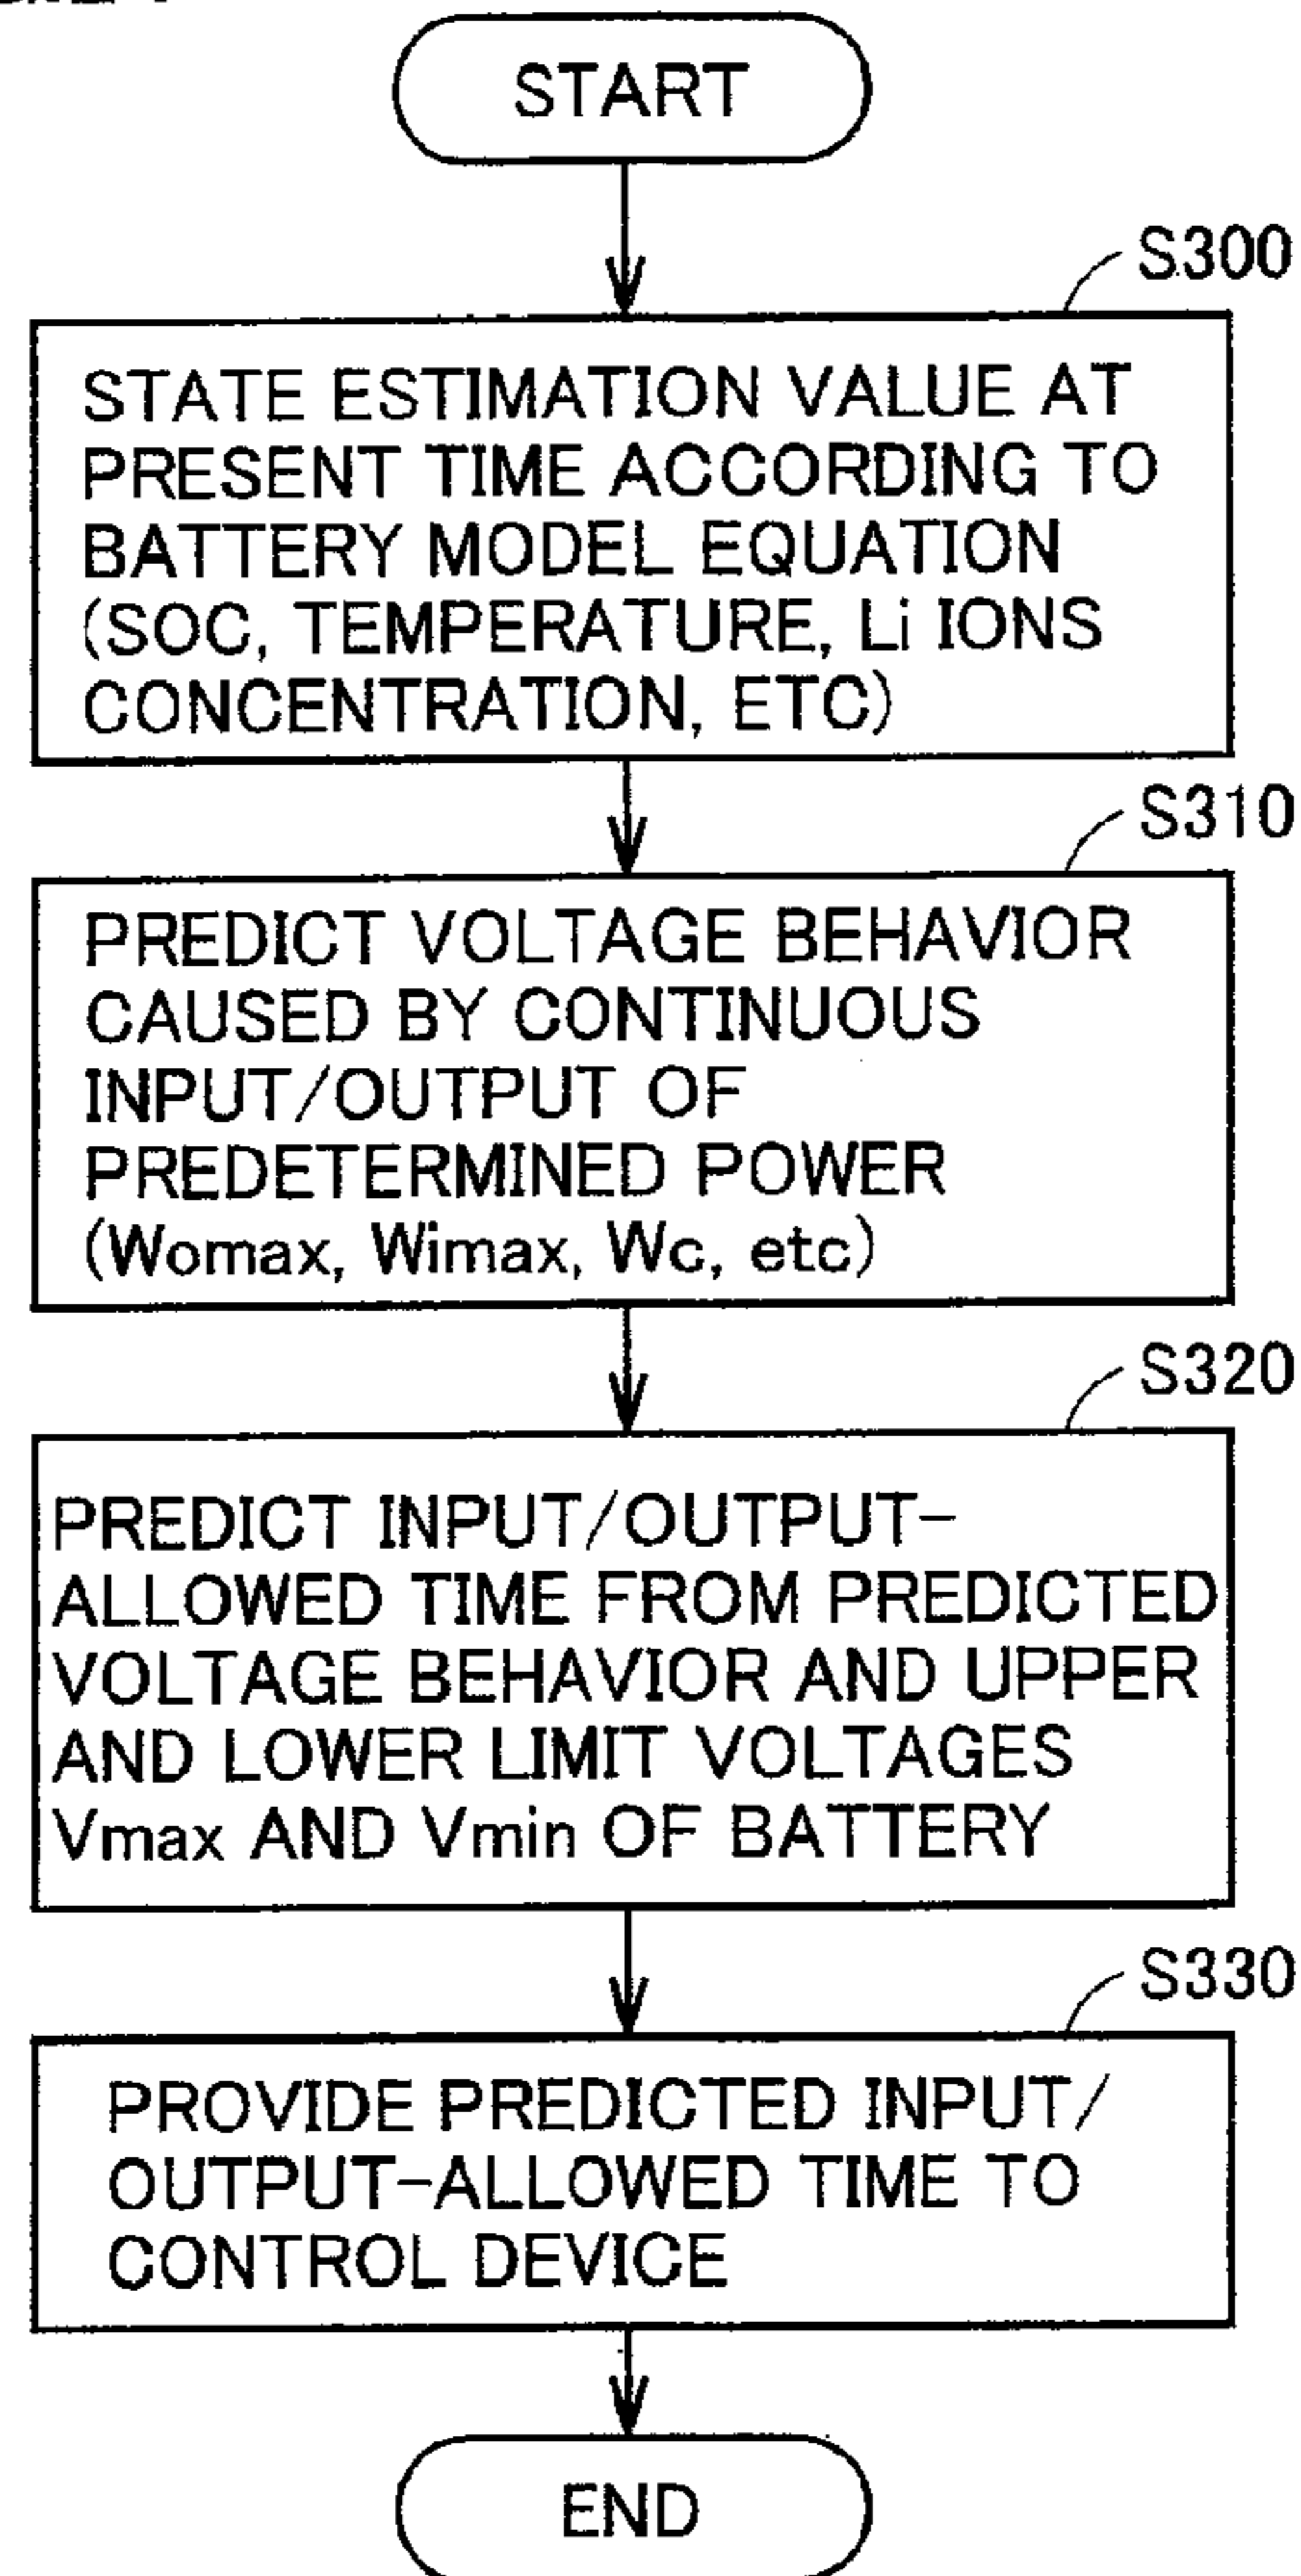 START
S300
STATE ESTIMATION VALUE AT
PRESENT TIME ACCORDING TO
BATTERY MODEL EQUATION
(SOC, TEMPERATURE, Li IONS
CONCENTRATION, ETC)
S310
PREDICT VOLTAGE BEHAVIOR
CAUSED BY CONTINUOUS
INPUT/OUTPUT OF
PREDETERMINED POWER
(Womax, Wimax, Wc, etc)
S320
PREDICT INPUT/OUTPUT-
ALLOWED TIME FROM PREDICTED
VOLTAGE BEHAVIOR AND UPPER
AND LOWER LIMIT VOLTAGES
Vmax AND Vmin OF BATTERY
S330
PROVIDE PREDICTED INPUT/
OUTPUT-ALLOWED TIME TO
CONTROL DEVICE
END